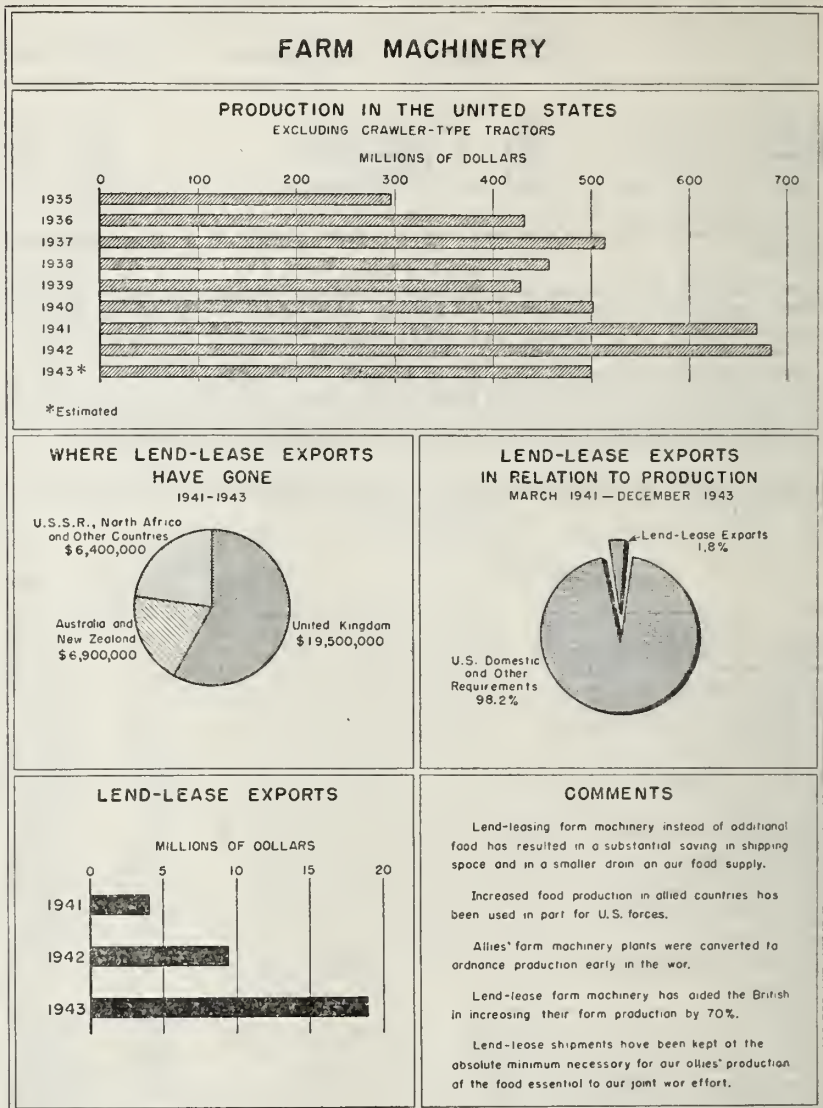 FARM MACHINERY
PRODUCTION IN THE UNITED STATES
EXCLUDING CRAWLER-TYPE TRACTORS
MILLIONS OF DOLLARS
0 100 200 300 400 500 600 700
1935
1936
1937
1938
1939
1940
1941
1942
1943*
*Estimated
WHERE LEND-LEASE EXPORTS
HAVE GONE
1941-1943
U.S.S.R., North Africa
and Other Countries
$6,400,000
Australia and
New Zealand
$6,900,000
United Kingdom
$19,500,000
LEND-LEASE EXPORTS
IN RELATION TO PRODUCTION
MARCH 1941—DECEMBER 1943
Lend-Lease Exports
1.8%
U.S. Domestic
and Other
Requirements
98.2%
LEND-LEASE EXPORTS
MILLIONS OF DOLLARS
0 5 10 15 20
1941
1942
1943
COMMENTS
Lend-leasing farm machinery instead of additional
food has resulted in a substantial saving in shipping
space and in a smaller drain on our food supply.
Increased food production in allied countries has
been used in part for U.S. forces.
Allies' farm machinery plants were converted to
ordnance production early in the war.
Lend-lease farm machinery has aided the British
in increasing their farm production by 70%.
Lend-lease shipments have been kept at the
absolute minimum necessary for our allies' production
of the food essential to our joint war effort.